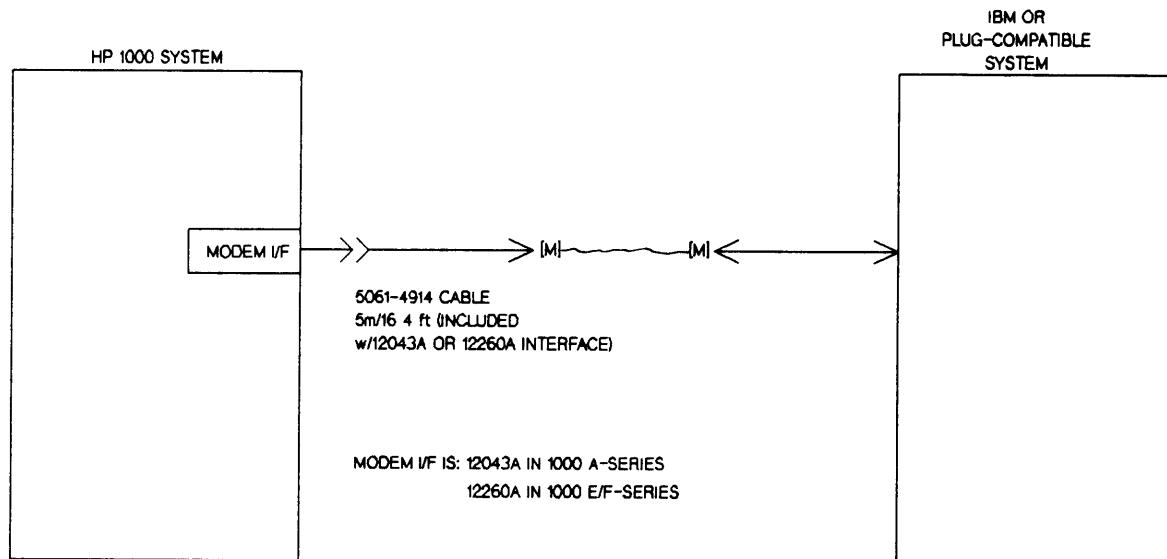 IBM OR
PLUG-COMPATIBLE
SYSTEM
HP 1000 SYSTEM
MODEM I/F
[M]
[M]
5061-4914 CABLE
5m/16 4 ft (INCLUDED
w/12043A OR 12260A INTERFACE)
MODEM I/F IS: 12043A IN 1000 A-SERIES
12260A IN 1000 E/F-SERIES